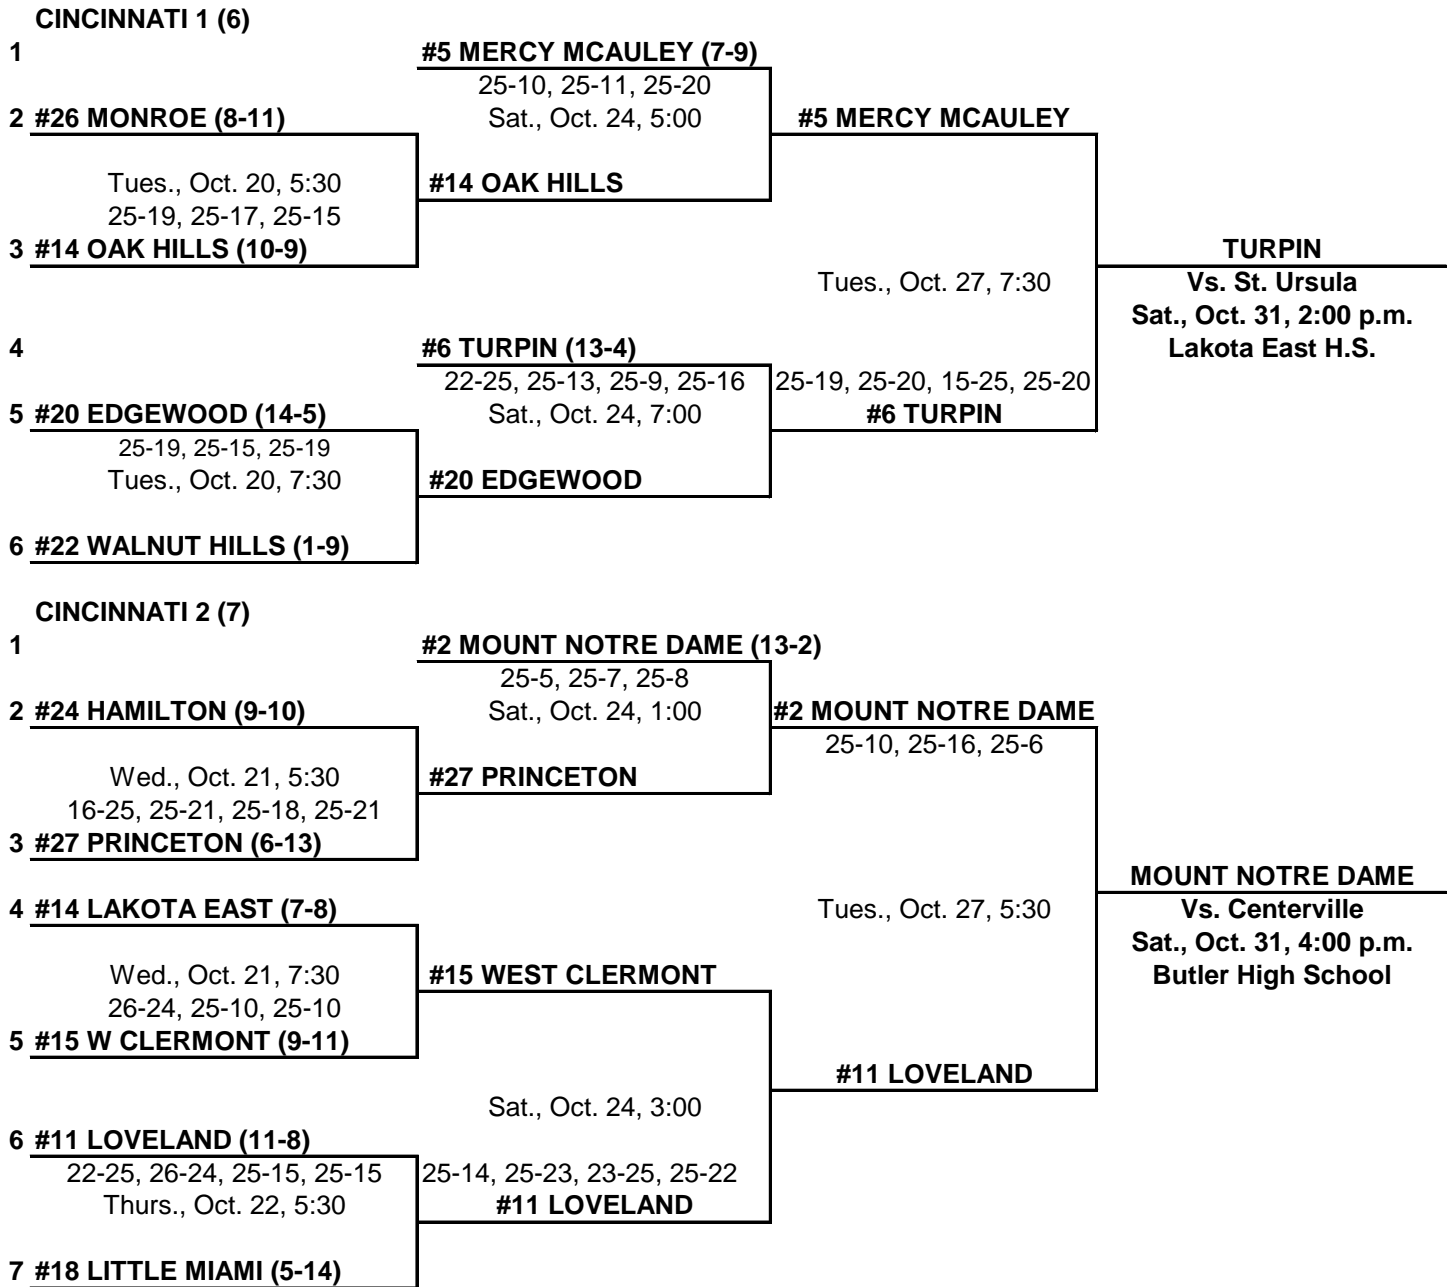 CINCINNATI 1 (6)
1 #5 MERCY MCAULEY (7-9)
25-10, 25-11, 25-20
2 #26 MONROE (8-11) Sat., Oct. 24, 5:00 #5 MERCY MCAULEY
Tues., Oct. 20, 5:30 #14 OAK HILLS
25-19, 25-17, 25-15
3 #14 OAK HILLS (10-9) TURPIN
Tues., Oct. 27, 7:30 Vs. St. Ursula
Sat., Oct. 31, 2:00 p.m.
4 #6 TURPIN (13-4) Lakota East H.S.
22-25, 25-13, 25-9, 25-16 25-19, 25-20, 15-25, 25-20
5 #20 EDGEWOOD (14-5) Sat., Oct. 24, 7:00 #6 TURPIN
25-19, 25-15, 25-19
Tues., Oct. 20, 7:30 #20 EDGEWOOD
6 #22 WALNUT HILLS (1-9)
CINCINNATI 2 (7)
1 #2 MOUNT NOTRE DAME (13-2)
25-5, 25-7, 25-8
2 #24 HAMILTON (9-10) Sat., Oct. 24, 1:00 #2 MOUNT NOTRE DAME
25-10, 25-16, 25-6
Wed., Oct. 21, 5:30 #27 PRINCETON
16-25, 25-21, 25-18, 25-21
3 #27 PRINCETON (6-13)
MOUNT NOTRE DAME
4 #14 LAKOTA EAST (7-8) Tues., Oct. 27, 5:30 Vs. Centerville
Sat., Oct. 31, 4:00 p.m.
Wed., Oct. 21, 7:30 #15 WEST CLERMONT Butler High School
26-24, 25-10, 25-10
5 #15 W CLERMONT (9-11)
#11 LOVELAND
Sat., Oct. 24, 3:00
6 #11 LOVELAND (11-8)
22-25, 26-24, 25-15, 25-15 25-14, 25-23, 23-25, 25-22
Thurs., Oct. 22, 5:30 #11 LOVELAND
7 #18 LITTLE MIAMI (5-14)